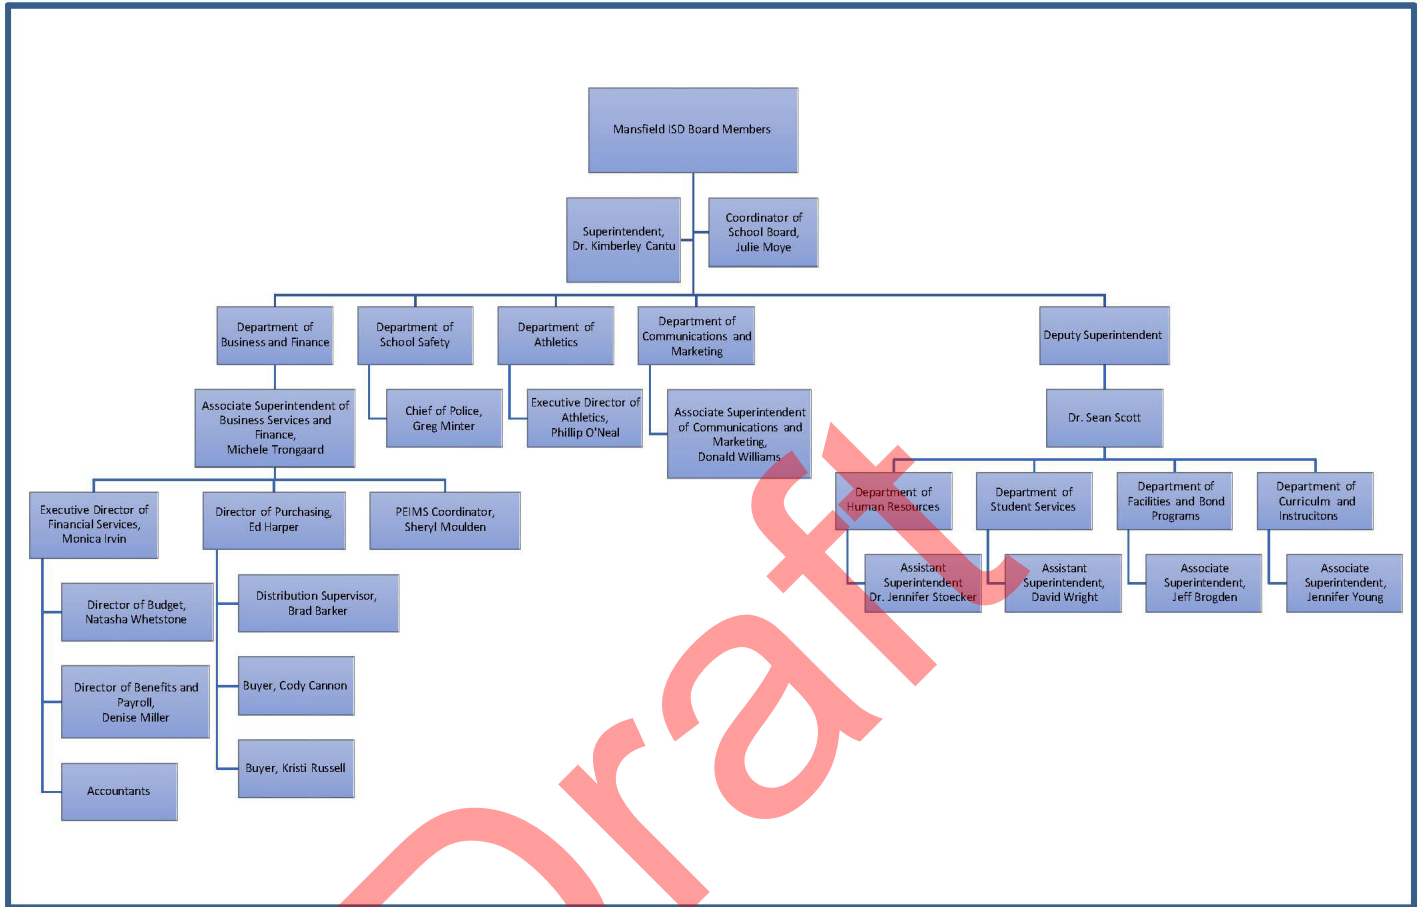 Mansfield ISD Board Members
Superintendent,
Dr. Kimberley Cantu
Coordinator of
School Board,
Julie Moye
Department of
Business and Finance
Department of
School Safety
Department of
Athletics
Department of
Communications and
Marketing
Deputy Superintendent
Associate Superintendent of
Business Services and
Finance,
Michele Trongaard
Chief of Police,
Greg Minter
Executive Director of
Athletics,
Phillip O'Neal
Associate Superintendent
of Communications and
Marketing,
Donald Williams
Dr. Sean Scott
Executive Director of
Financial Services,
Monica Irvin
Director of Purchasing,
Ed Harper
PEIMS Coordinator,
Sheryl Moulden
Department of
Human Resources
Department of
Student Services
Department of
Facilities and Bond
Programs
Department of
Curriculm and
Instrucitons
Assistant
Superintendent
Dr. Jennifer Stoecker
Assistant
Superintendent,
David Wright
Associate
Superintendent,
Jeff Brogden
Associate
Superintendent,
Jennifer Young
Director of Budget,
Natasha Whetstone
Distribution Supervisor,
Brad Barker
Director of Benefits and
Payroll,
Denise Miller
Buyer, Cody Cannon
Accountants
Buyer, Kristi Russell
Draft